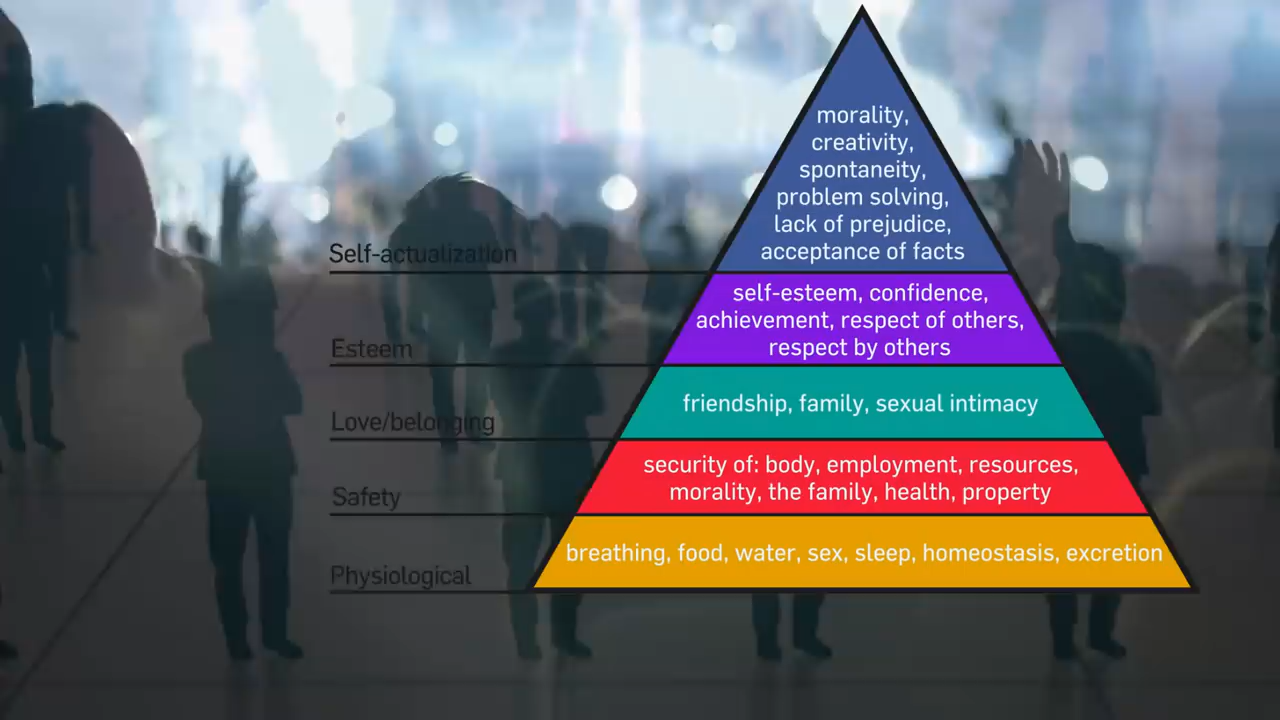 morality,
creativity,
spontaneity,
problem solving,
lack of prejudice,
acceptance of facts
Self-actualization
self-esteem, confidence,
achievement, respect of others,
respect by others
Esteem
friendship, family, sexual intimacy
Love/belonging
security of: body, employment, resources,
morality, the family, health, property
Safety
breathing, food, water, sex, sleep, homeostasis, excretion
Physiological